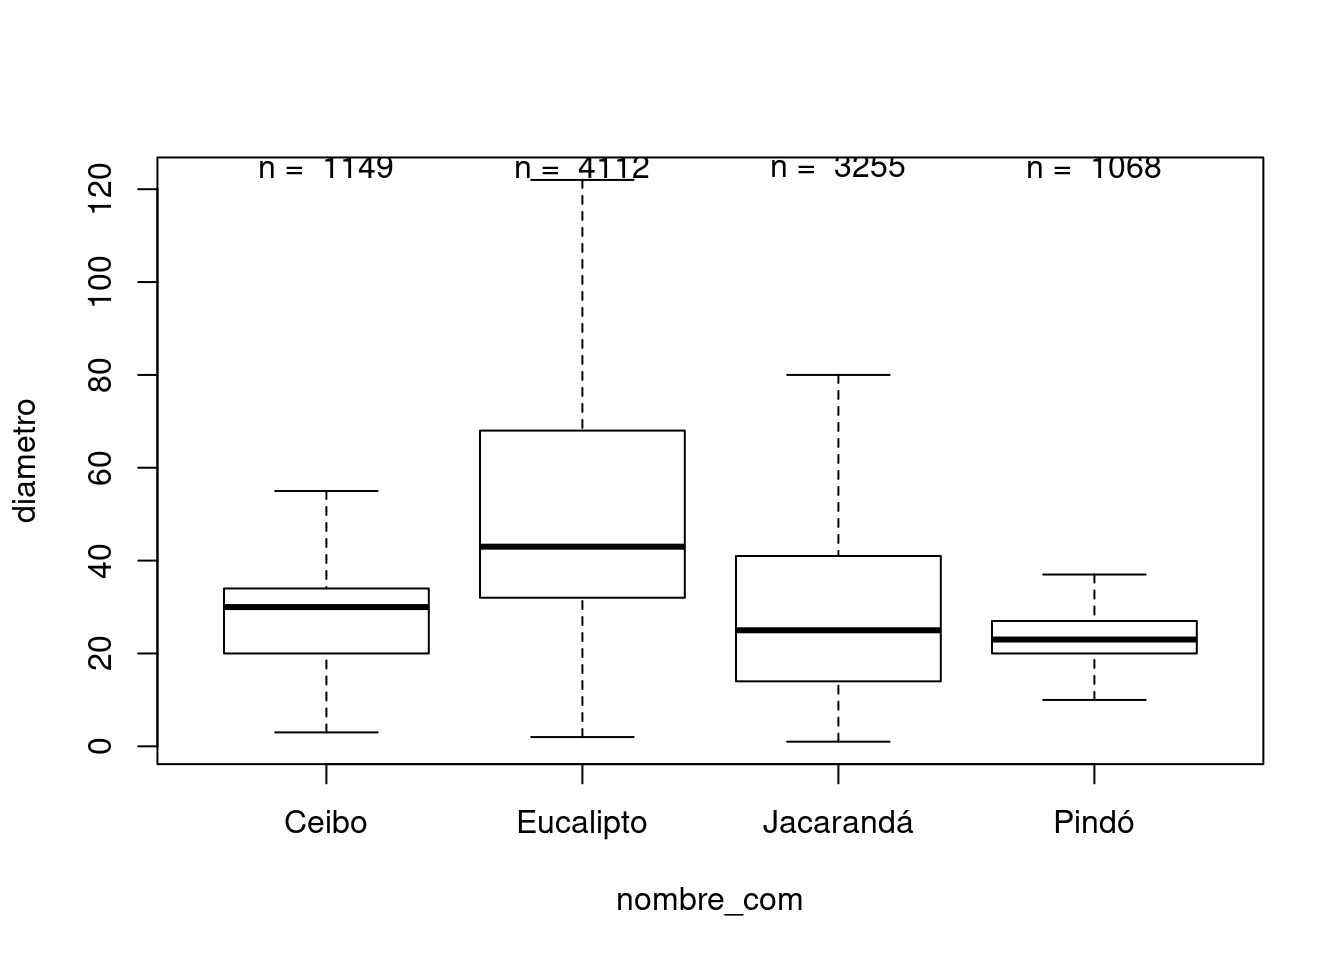 n = 1149 n = 4112 n = 3255 n = 1068
120
100
80
60
40
20
0
diametro
Ceibo Eucalipto Jacarandá Pindó
nombre_com